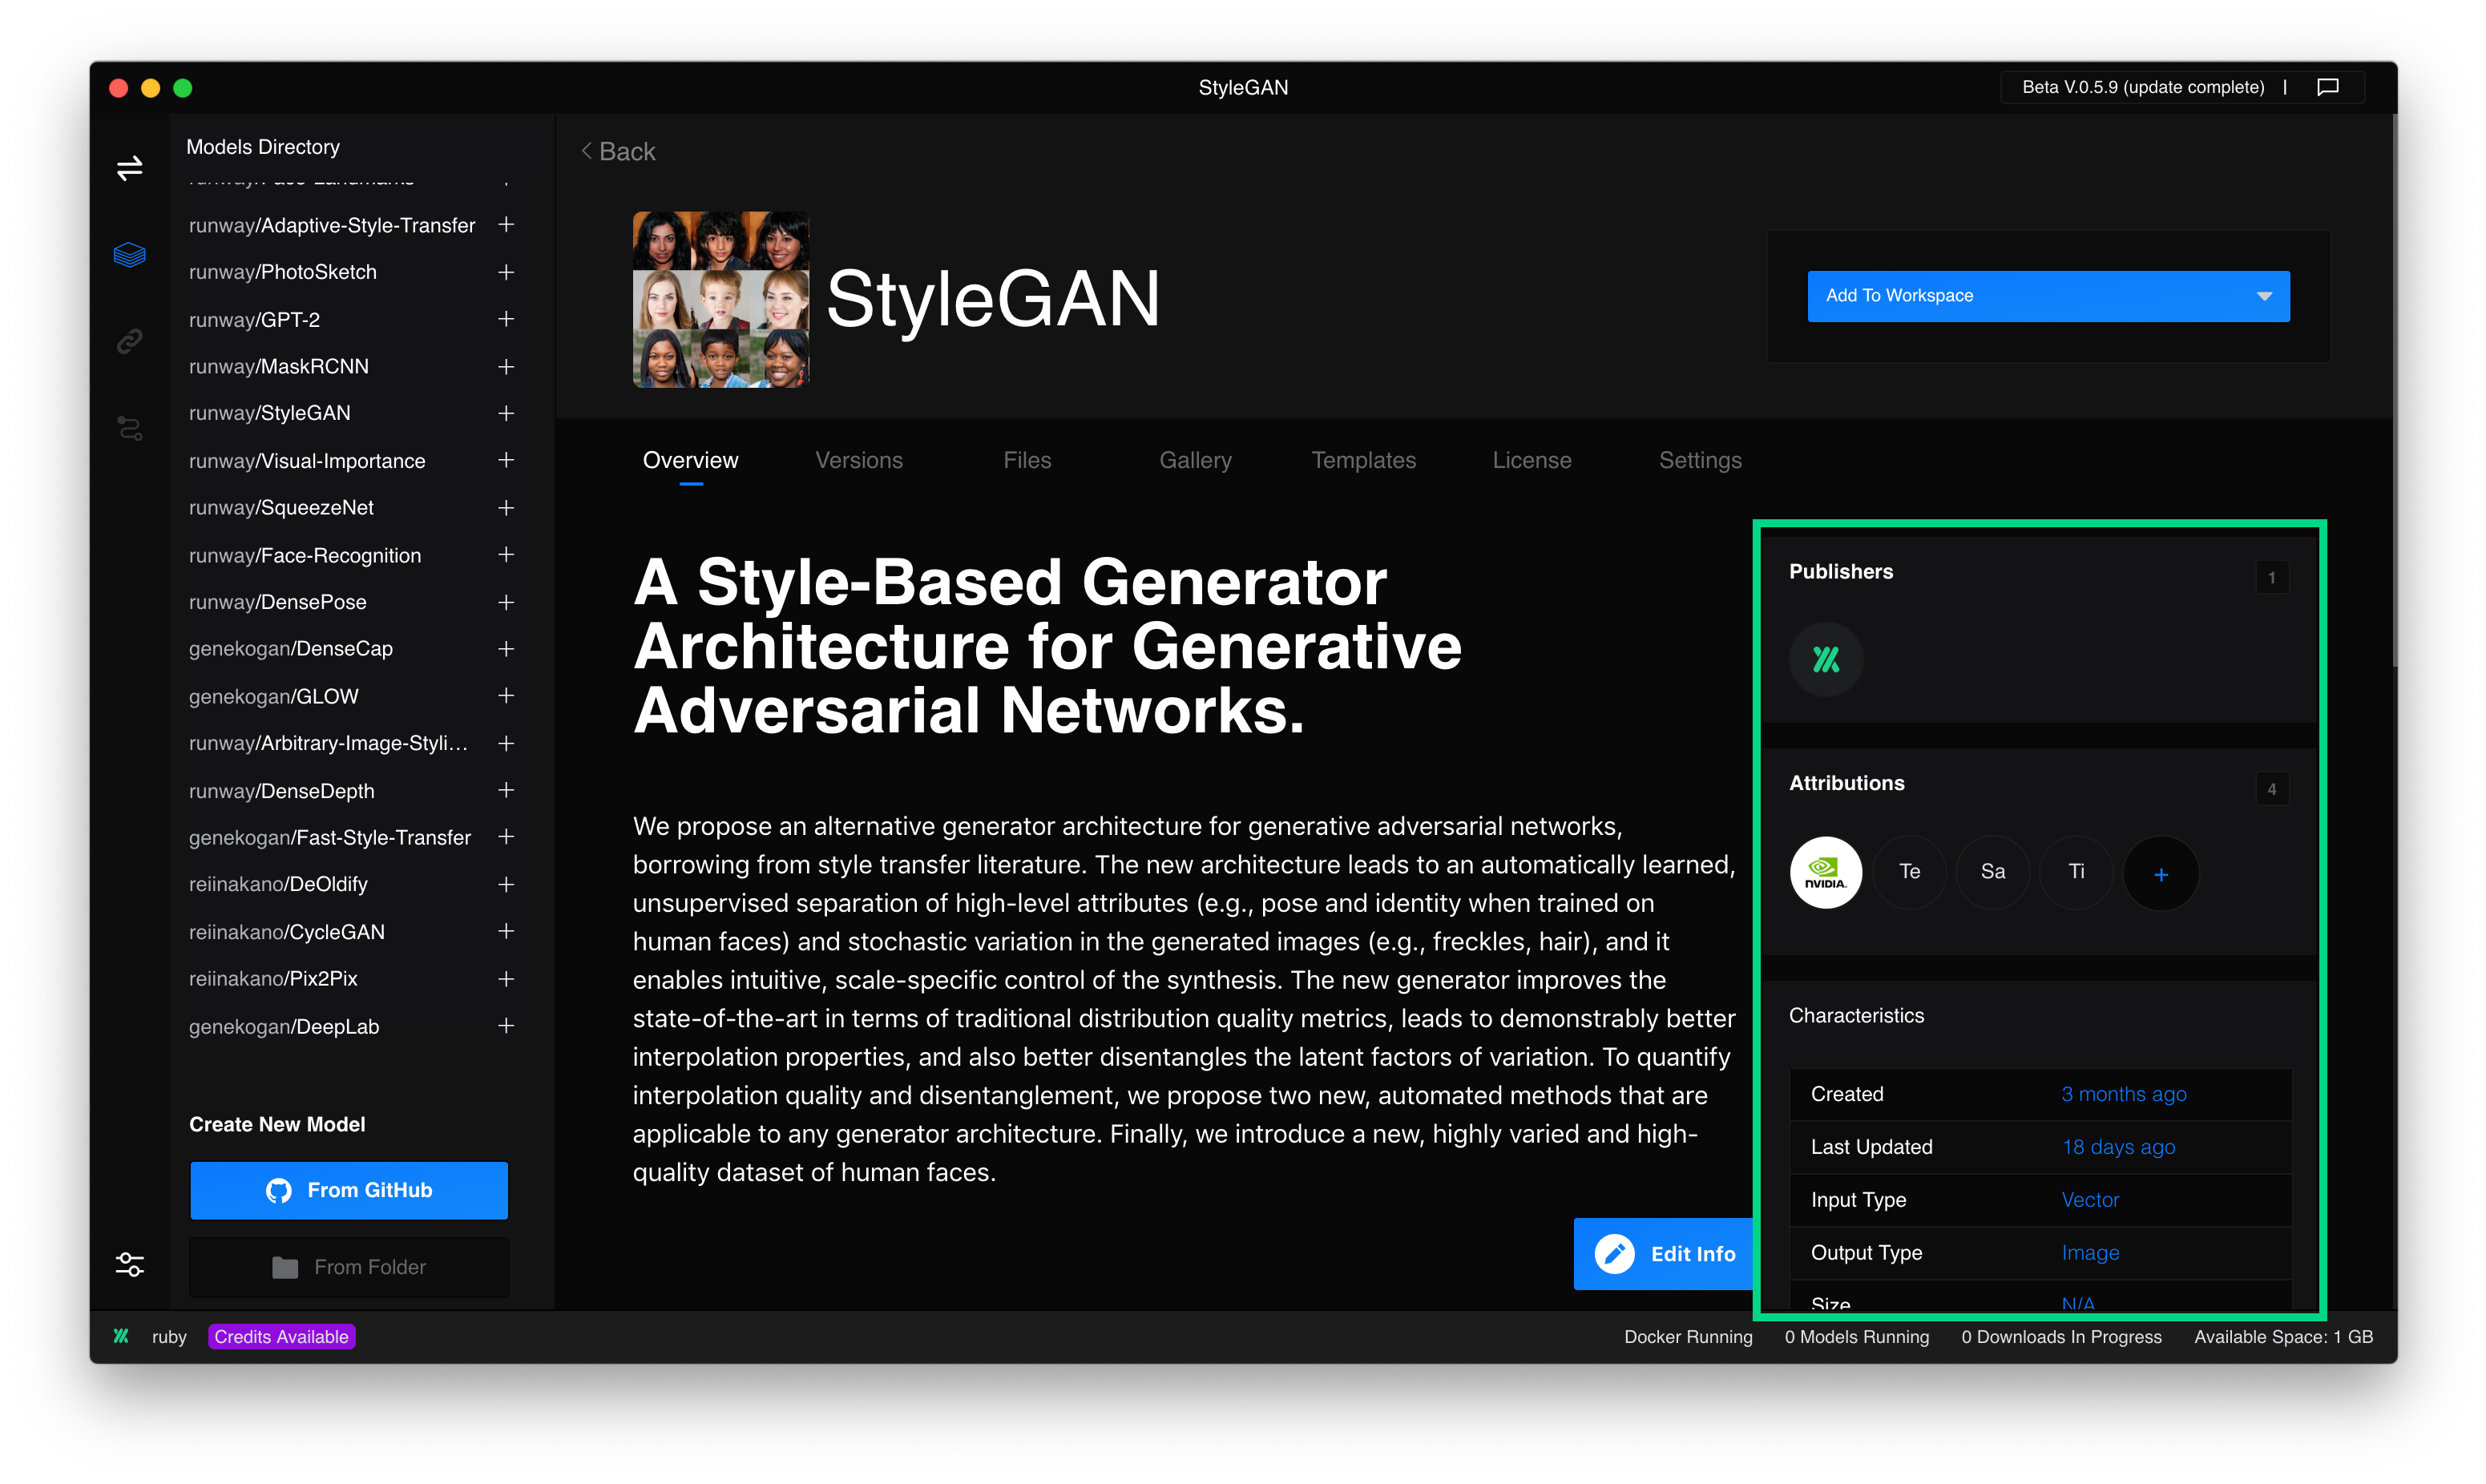 StyleGAN
Beta V.0.5.9 (update complete) |
Models Directory
runway/Face-Landmarks +
runway/Adaptive-Style-Transfer +
runway/PhotoSketch +
runway/GPT-2 +
runway/MaskRCNN +
runway/StyleGAN +
runway/Visual-Importance +
runway/SqueezeNet +
runway/Face-Recognition +
runway/DensePose +
genekogan/DenseCap +
genekogan/GLOW +
runway/Arbitrary-Image-Styli... +
runway/DenseDepth +
genekogan/Fast-Style-Transfer +
reiinakano/DeOldify +
reiinakano/CycleGAN +
reiinakano/Pix2Pix +
genekogan/DeepLab +
Create New Model
From GitHub
From Folder
Back
StyleGAN
Add To Workspace
Overview Versions Files Gallery Templates License Settings
A Style-Based Generator
Architecture for Generative
Adversarial Networks.
We propose an alternative generator architecture for generative adversarial networks,
borrowing from style transfer literature. The new architecture leads to an automatically learned,
unsupervised separation of high-level attributes (e.g., pose and identity when trained on
human faces) and stochastic variation in the generated images (e.g., freckles, hair), and it
enables intuitive, scale-specific control of the synthesis. The new generator improves the
state-of-the-art in terms of traditional distribution quality metrics, leads to demonstrably better
interpolation properties, and also better disentangles the latent factors of variation. To quantify
interpolation quality and disentanglement, we propose two new, automated methods that are
applicable to any generator architecture. Finally, we introduce a new, highly varied and high-
quality dataset of human faces.
Edit Info
Publishers 1
Attributions 4
NVIDIA. Te Sa Ti +
Characteristics
Created 3 months ago
Last Updated 18 days ago
Input Type Vector
Output Type Image
Size N/A
ruby Credits Available
Docker Running 0 Models Running 0 Downloads In Progress Available Space: 1 GB